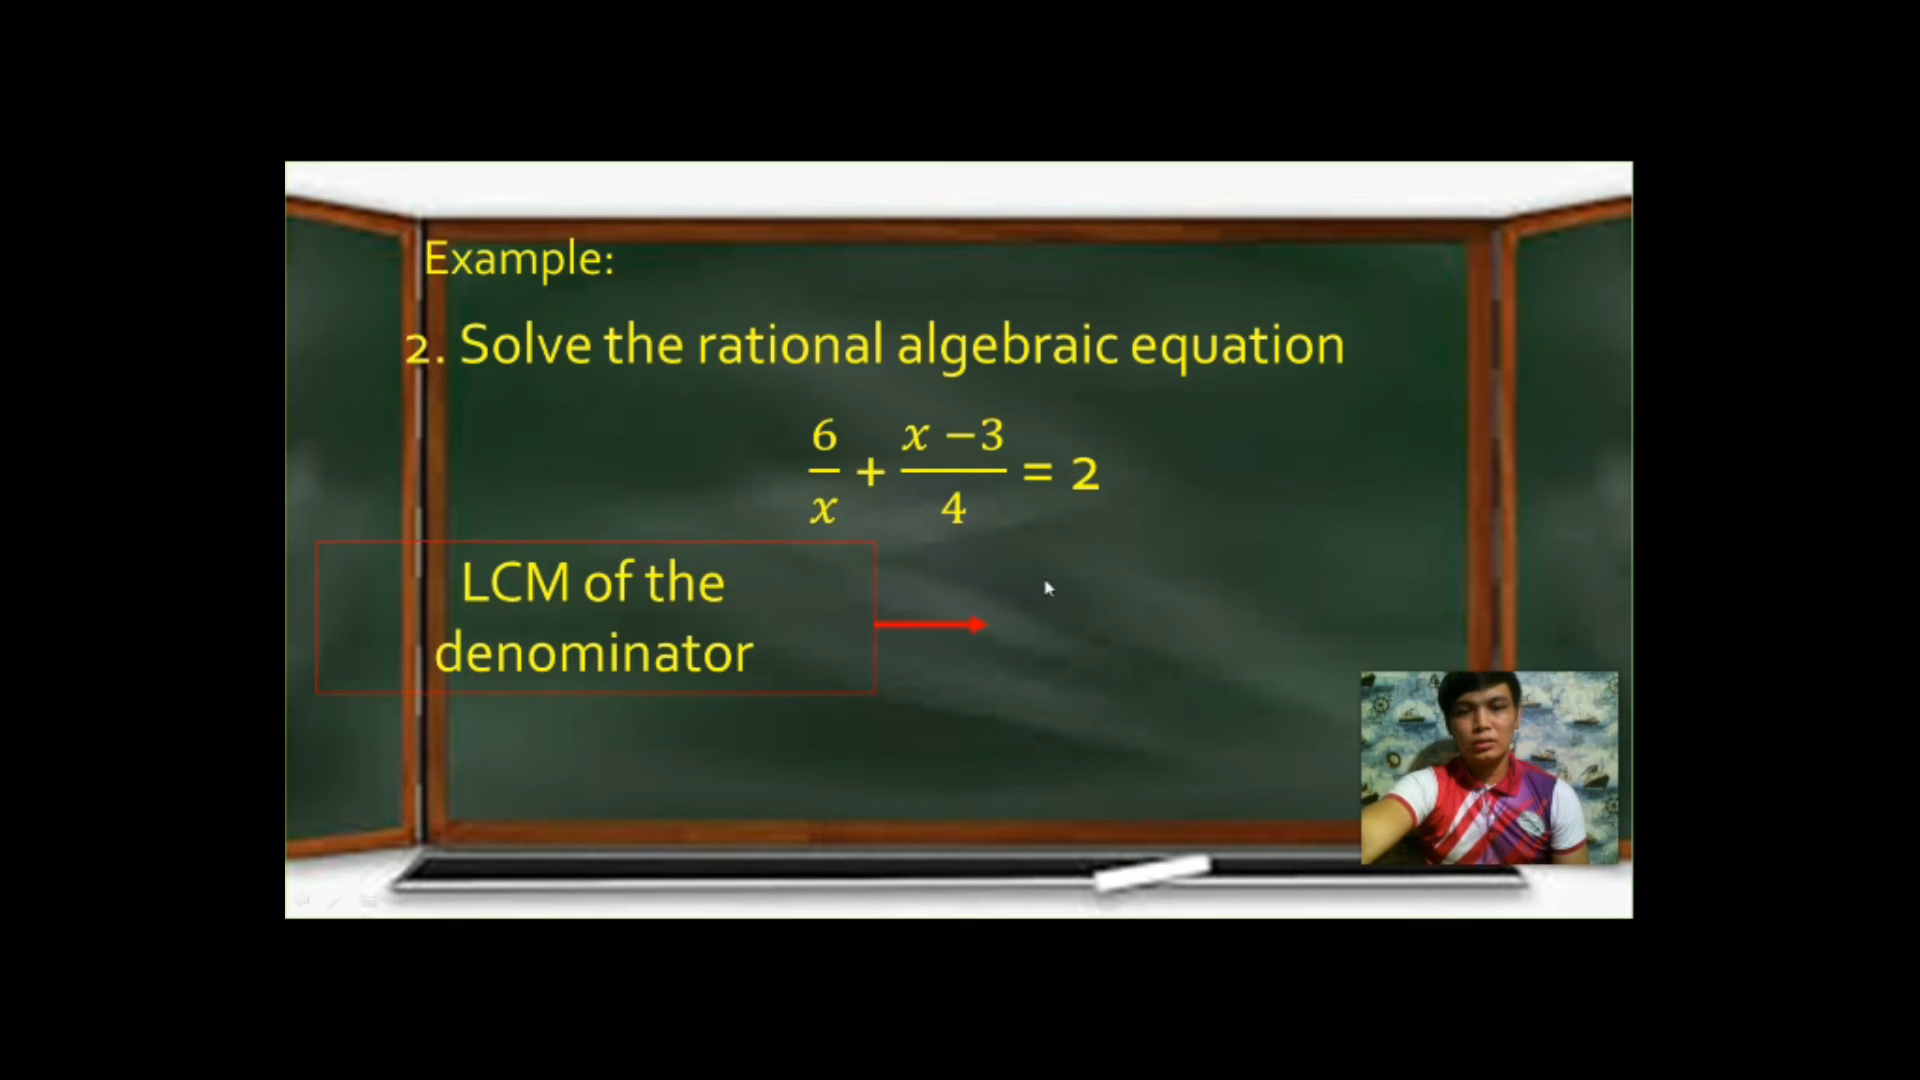 Example:
2. Solve the rational algebraic equation
6/x + x −3/4 = 2
LCM of the
denominator